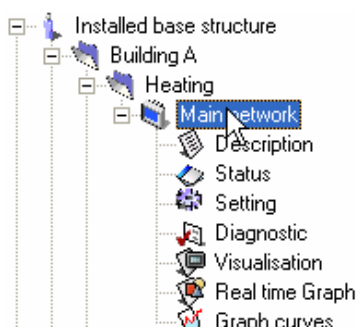 Installed base structure
Building A
Heating
Main network
Description
Status
Setting
Diagnostic
Visualisation
Real time Graph
Graph curves